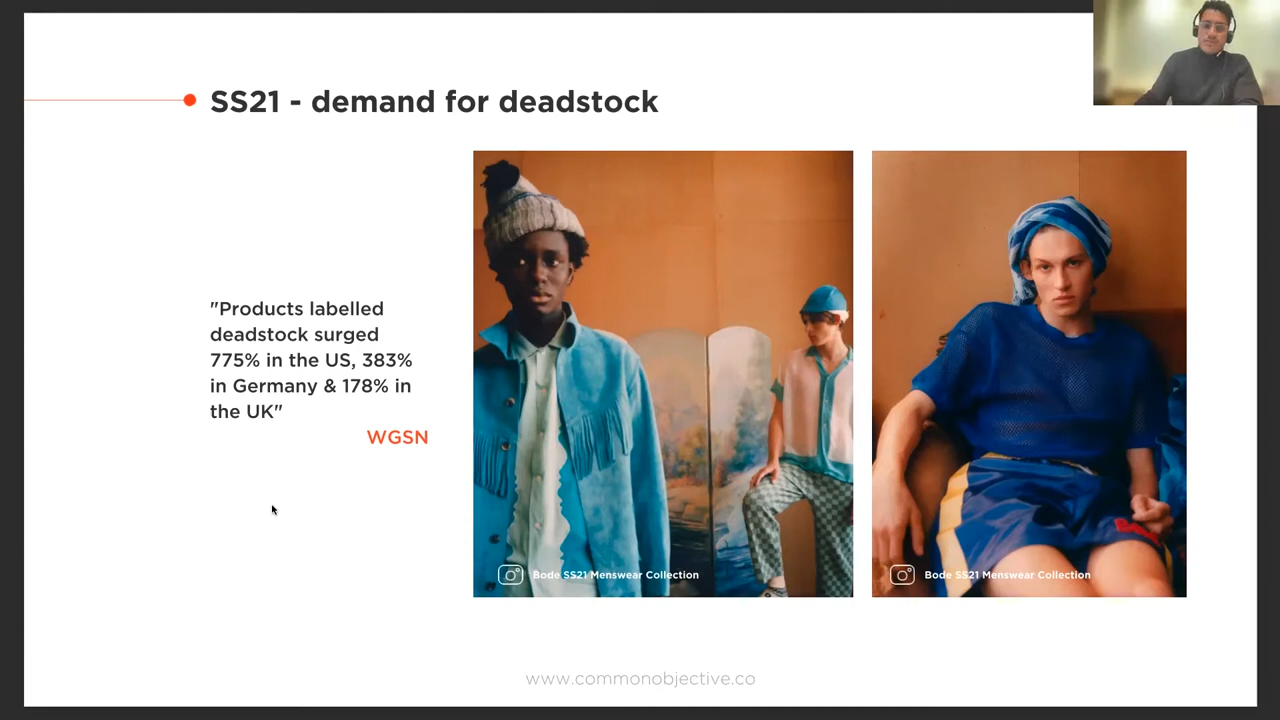 SS21 - demand for deadstock
"Products labelled
deadstock surged
775% in the US, 383%
in Germany & 178% in
the UK"
WGSN
Bode SS21 Menswear Collection
Bode SS21 Menswear Collection
www.commonobjective.co